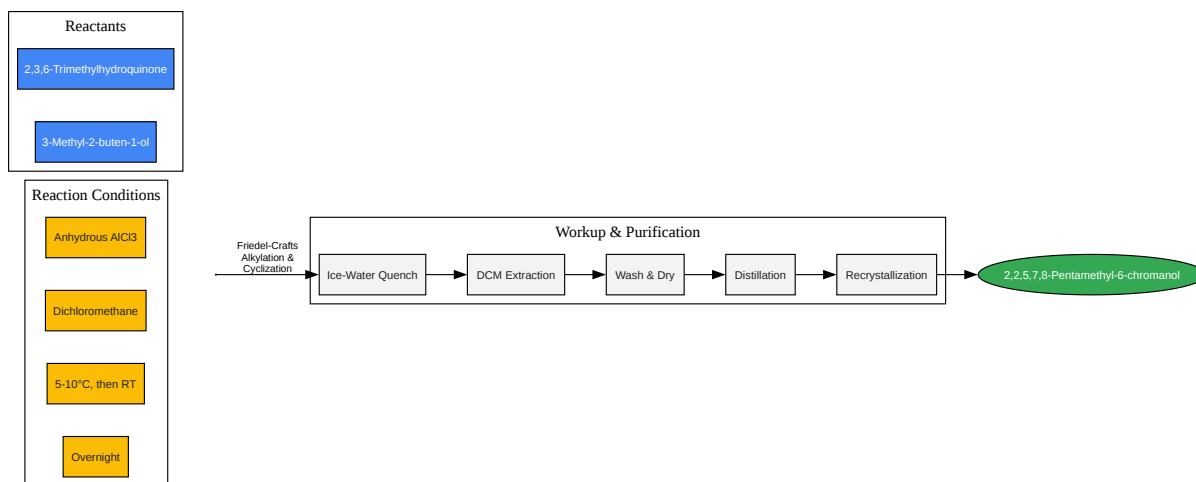 Reactants
2,3,6-Trimethylhydroquinone
3-Methyl-2-buten-1-ol
Reaction Conditions
Anhydrous AlCl3
Dichloromethane
5-10°C, then RT
Overnight
Friedel-Crafts
Alkylation &
Cyclization
Workup & Purification
Ice-Water Quench
DCM Extraction
Wash & Dry
Distillation
Recrystallization
2,2,5,7,8-Pentamethyl-6-chromanol